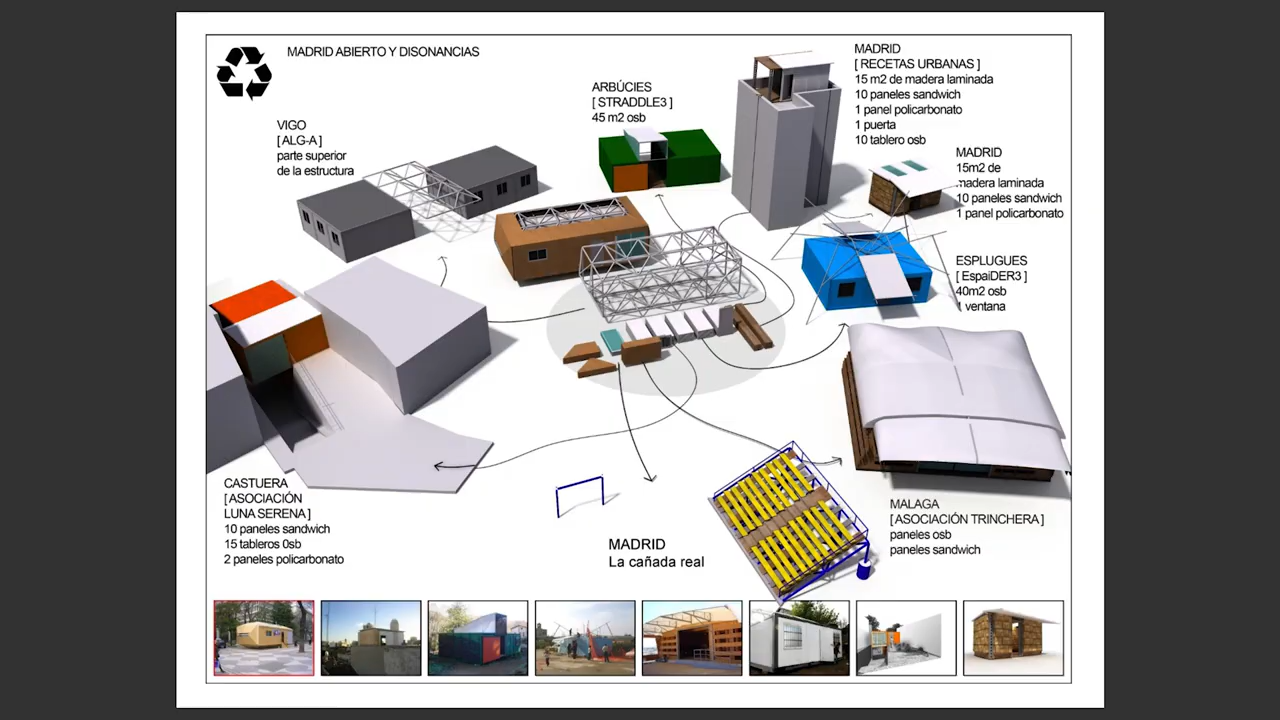 MADRID ABIERTO Y DISONANCIAS
MADRID
[ RECETAS URBANAS ]
15 m2 de madera laminada
10 paneles sandwich
1 panel policarbonato
1 puerta
10 tablero osb
ARBÚCIES
[ STRADDLE3 ]
45 m2 osb
VIGO
[ ALG-A ]
parte superior
de la estructura
MADRID
15m2 de
madera laminada
10 paneles sandwich
1 panel policarbonato
ESPLUGUES
[ EspaiDER3 ]
40m2 osb
1 ventana
CASTUERA
[ ASOCIACIÓN
LUNA SERENA ]
10 paneles sandwich
15 tableros 0sb
2 paneles policarbonato
MADRID
La cañada real
MALAGA
[ ASOCIACIÓN TRINCHERA ]
paneles osb
paneles sandwich